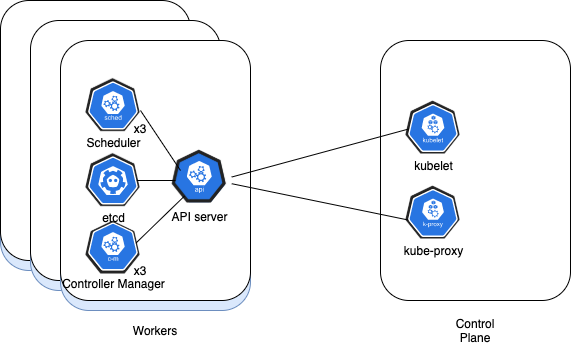 sched
x3
Scheduler
etcd
api
API server
c-m
x3
Controller Manager
Workers
kubelet
kubelet
k-proxy
kube-proxy
Control
Plane